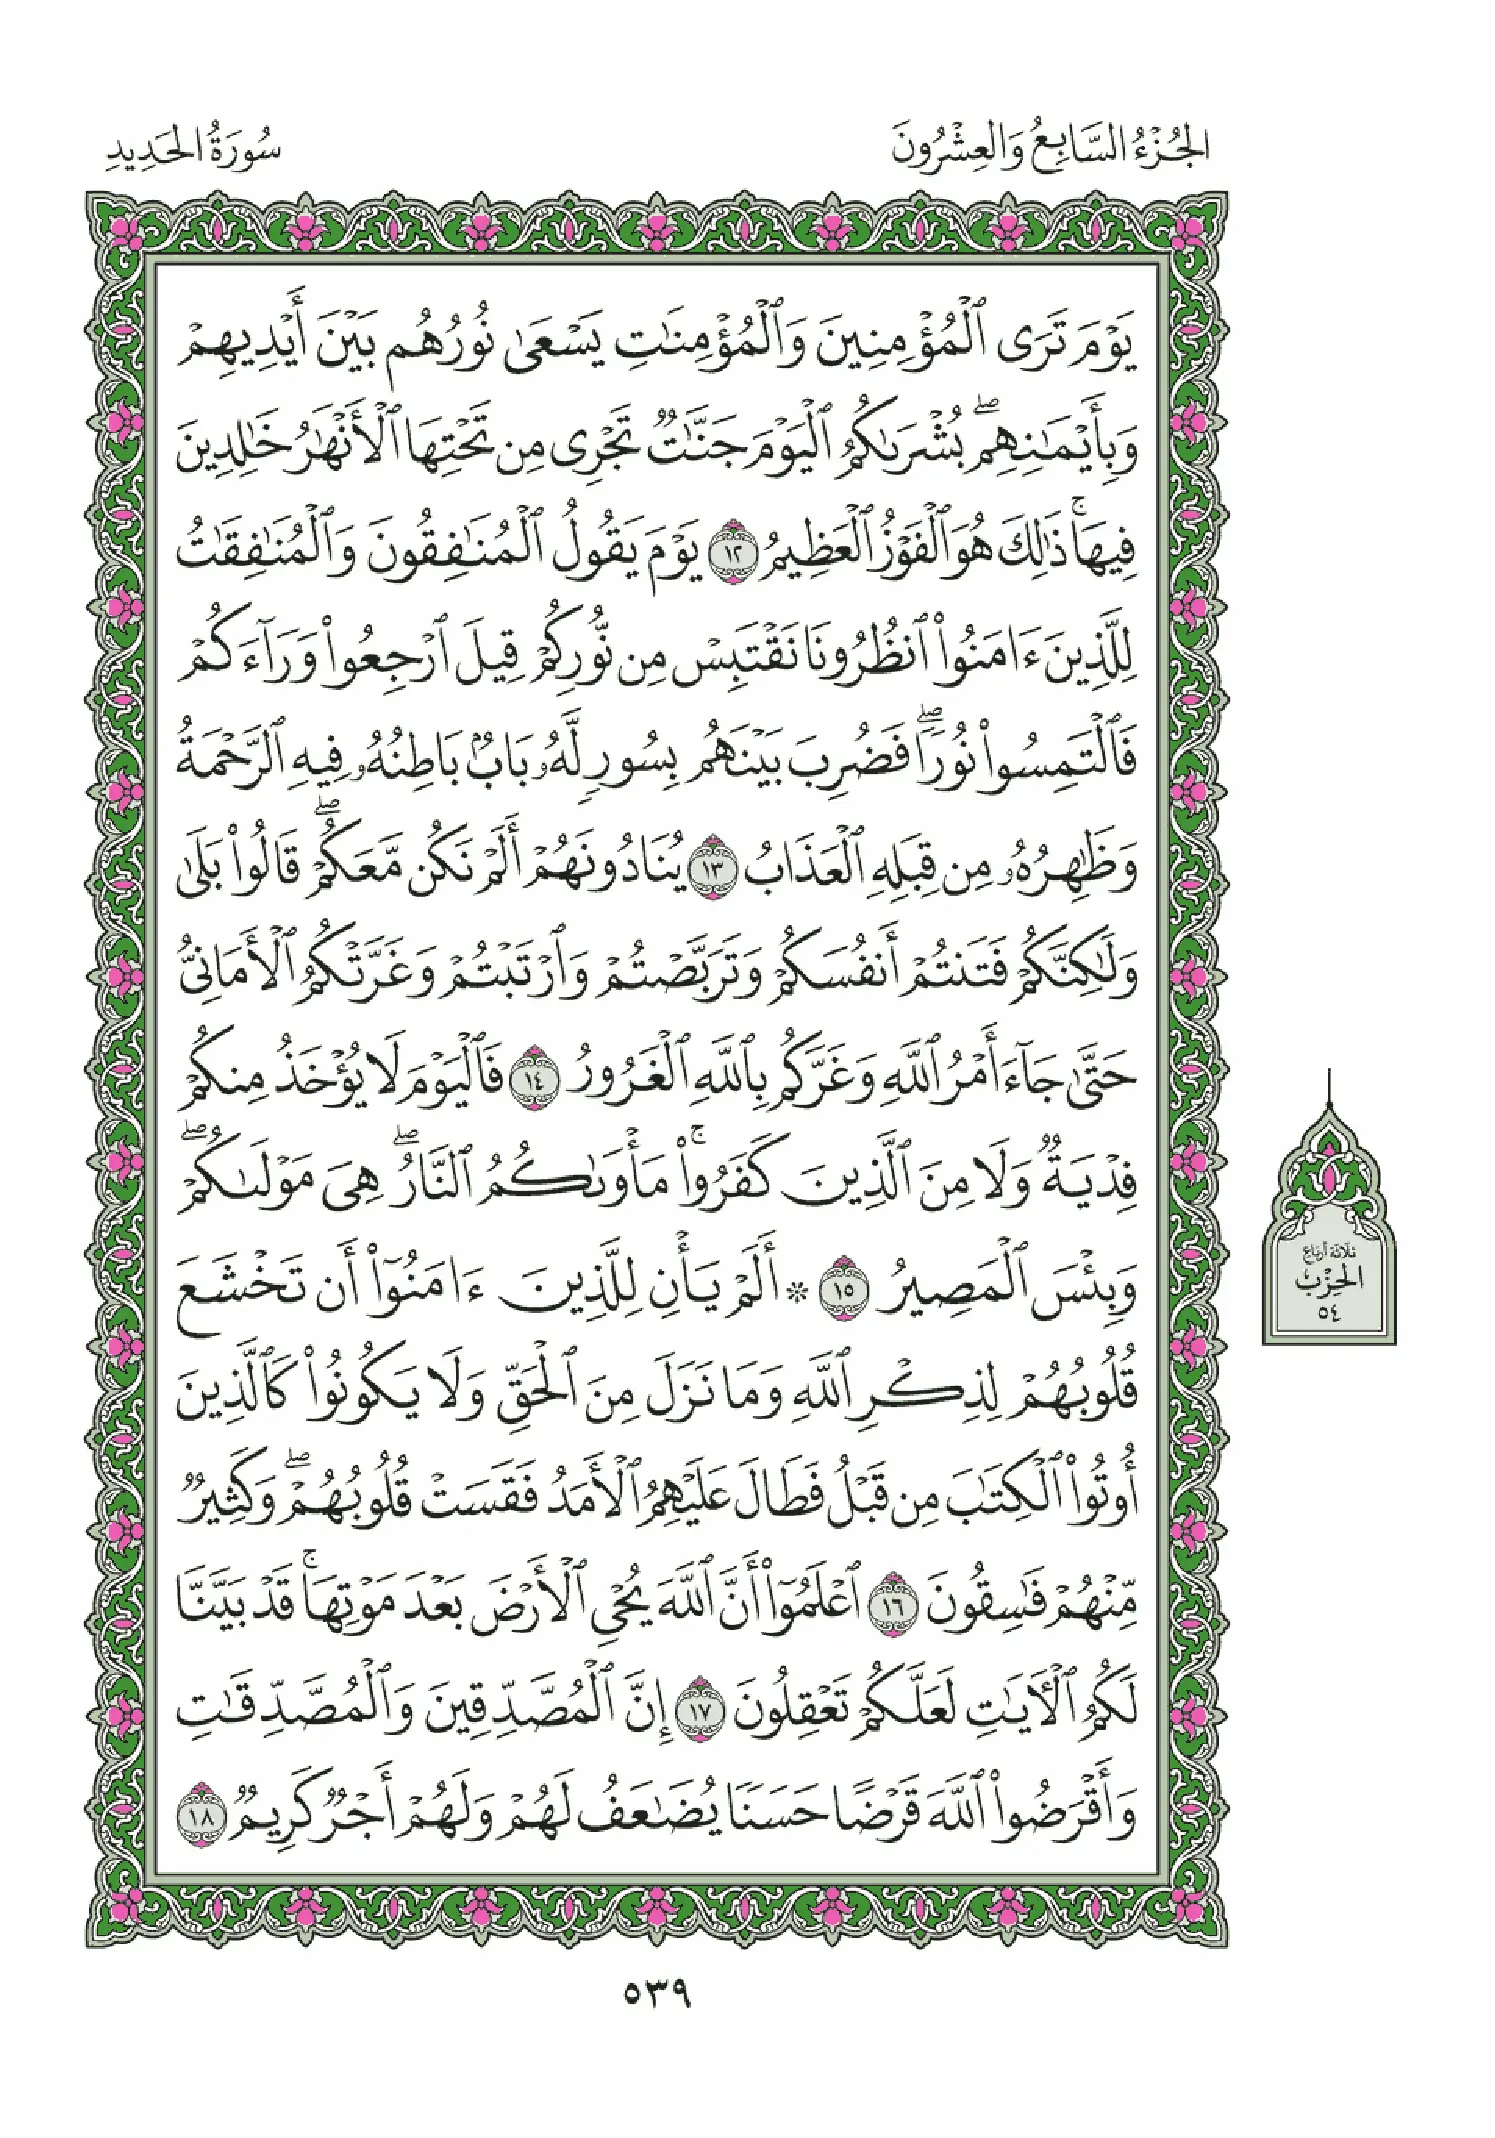 الجُزْءُ السَّابِعُ وَالعِشْرُونَ
سُورَةُ الحَدِيدِ
يَوْمَ تَرَى ٱلْمُؤْمِنِينَ وَٱلْمُؤْمِنَٰتِ يَسْعَىٰ نُورُهُم بَيْنَ أَيْدِيهِمْ
وَبِأَيْمَٰنِهِمۖ بُشْرَىٰكُمُ ٱلْيَوْمَ جَنَّٰتٌ تَجْرِى مِن تَحْتِهَا ٱلْأَنْهَٰرُ خَٰلِدِينَ
فِيهَاۚ ذَٰلِكَ هُوَ ٱلْفَوْزُ ٱلْعَظِيمُ ١٢ يَوْمَ يَقُولُ ٱلْمُنَٰفِقُونَ وَٱلْمُنَٰفِقَٰتُ
لِلَّذِينَ ءَامَنُوا۟ ٱنظُرُونَا نَقْتَبِسْ مِن نُّورِكُمْ قِيلَ ٱرْجِعُوا۟ وَرَآءَكُمْ
فَٱلْتَمِسُوا۟ نُورًاۖ فَضُرِبَ بَيْنَهُم بِسُورٍ لَّهُۥ بَابٌۢ بَاطِنُهُۥ فِيهِ ٱلرَّحْمَةُ
وَظَٰهِرُهُۥ مِن قِبَلِهِ ٱلْعَذَابُ ١٣ يُنَادُونَهُمْ أَلَمْ نَكُن مَّعَكُمْۖ قَالُوا۟ بَلَىٰ
وَلَٰكِنَّكُمْ فَتَنتُمْ أَنفُسَكُمْ وَتَرَبَّصْتُمْ وَٱرْتَبْتُمْ وَغَرَّتْكُمُ ٱلْأَمَانِىُّ
حَتَّىٰ جَآءَ أَمْرُ ٱللَّهِ وَغَرَّكُم بِٱللَّهِ ٱلْغَرُورُ ١٤ فَٱلْيَوْمَ لَا يُؤْخَذُ مِنكُمْ
فِدْيَةٌ وَلَا مِنَ ٱلَّذِينَ كَفَرُوا۟ۚ مَأْوَىٰكُمُ ٱلنَّارُۖ هِىَ مَوْلَىٰكُمْۖ
وَبِئْسَ ٱلْمَصِيرُ ١٥ * أَلَمْ يَأْنِ لِلَّذِينَ ءَامَنُوٓا۟ أَن تَخْشَعَ
قُلُوبُهُمْ لِذِكْرِ ٱللَّهِ وَمَا نَزَلَ مِنَ ٱلْحَقِّ وَلَا يَكُونُوا۟ كَٱلَّذِينَ
أُوتُوا۟ ٱلْكِتَٰبَ مِن قَبْلُ فَطَالَ عَلَيْهِمُ ٱلْأَمَدُ فَقَسَتْ قُلُوبُهُمْۖ وَكَثِيرٌ
مِّنْهُمْ فَٰسِقُونَ ١٦ ٱعْلَمُوٓا۟ أَنَّ ٱللَّهَ يُحْىِ ٱلْأَرْضَ بَعْدَ مَوْتِهَاۚ قَدْ بَيَّنَّا
لَكُمُ ٱلْـَٔايَٰتِ لَعَلَّكُمْ تَعْقِلُونَ ١٧ إِنَّ ٱلْمُصَّدِّقِينَ وَٱلْمُصَّدِّقَٰتِ
وَأَقْرَضُوا۟ ٱللَّهَ قَرْضًا حَسَنًا يُضَٰعَفُ لَهُمْ وَلَهُمْ أَجْرٌ كَرِيمٌ ١٨
ثلاثة أرباع
الحِزْب
٥٤
٥٣٩